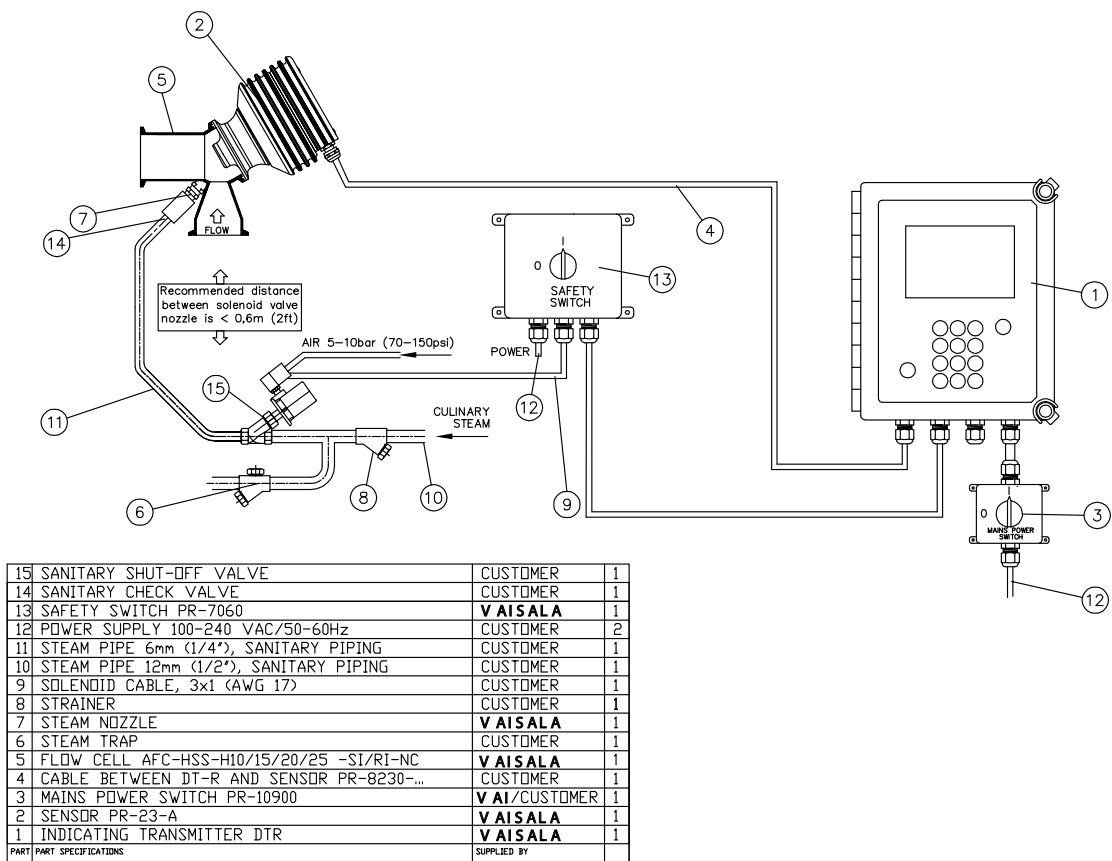 2
5
7
14
FLOW
4
13
1
0
I
SAFETY
SWITCH
Recommended distance
between solenoid valve
nozzle is < 0,6m (2ft)
AIR 5-10bar (70-150psi)
POWER
12
15
11
CULINARY
STEAM
6
8
10
9
I
0
MAINS POWER
SWITCH
3
12
15 SANITARY SHUT-OFF VALVE CUSTOMER 1
14 SANITARY CHECK VALVE CUSTOMER 1
13 SAFETY SWITCH PR-7060 VAISALA 1
12 POWER SUPPLY 100-240 VAC/50-60Hz CUSTOMER 2
11 STEAM PIPE 6mm (1/4"), SANITARY PIPING CUSTOMER 1
10 STEAM PIPE 12mm (1/2"), SANITARY PIPING CUSTOMER 1
9 SOLENOID CABLE, 3x1 (AWG 17) CUSTOMER 1
8 STRAINER CUSTOMER 1
7 STEAM NOZZLE VAISALA 1
6 STEAM TRAP CUSTOMER 1
5 FLOW CELL AFC-HSS-H10/15/20/25 -SI/RI-NC VAISALA 1
4 CABLE BETWEEN DT-R AND SENSOR PR-8230-... CUSTOMER 1
3 MAINS POWER SWITCH PR-10900 VAI/CUSTOMER 1
2 SENSOR PR-23-A VAISALA 1
1 INDICATING TRANSMITTER DTR VAISALA 1
PART PART SPECIFICATIONS SUPPLIED BY